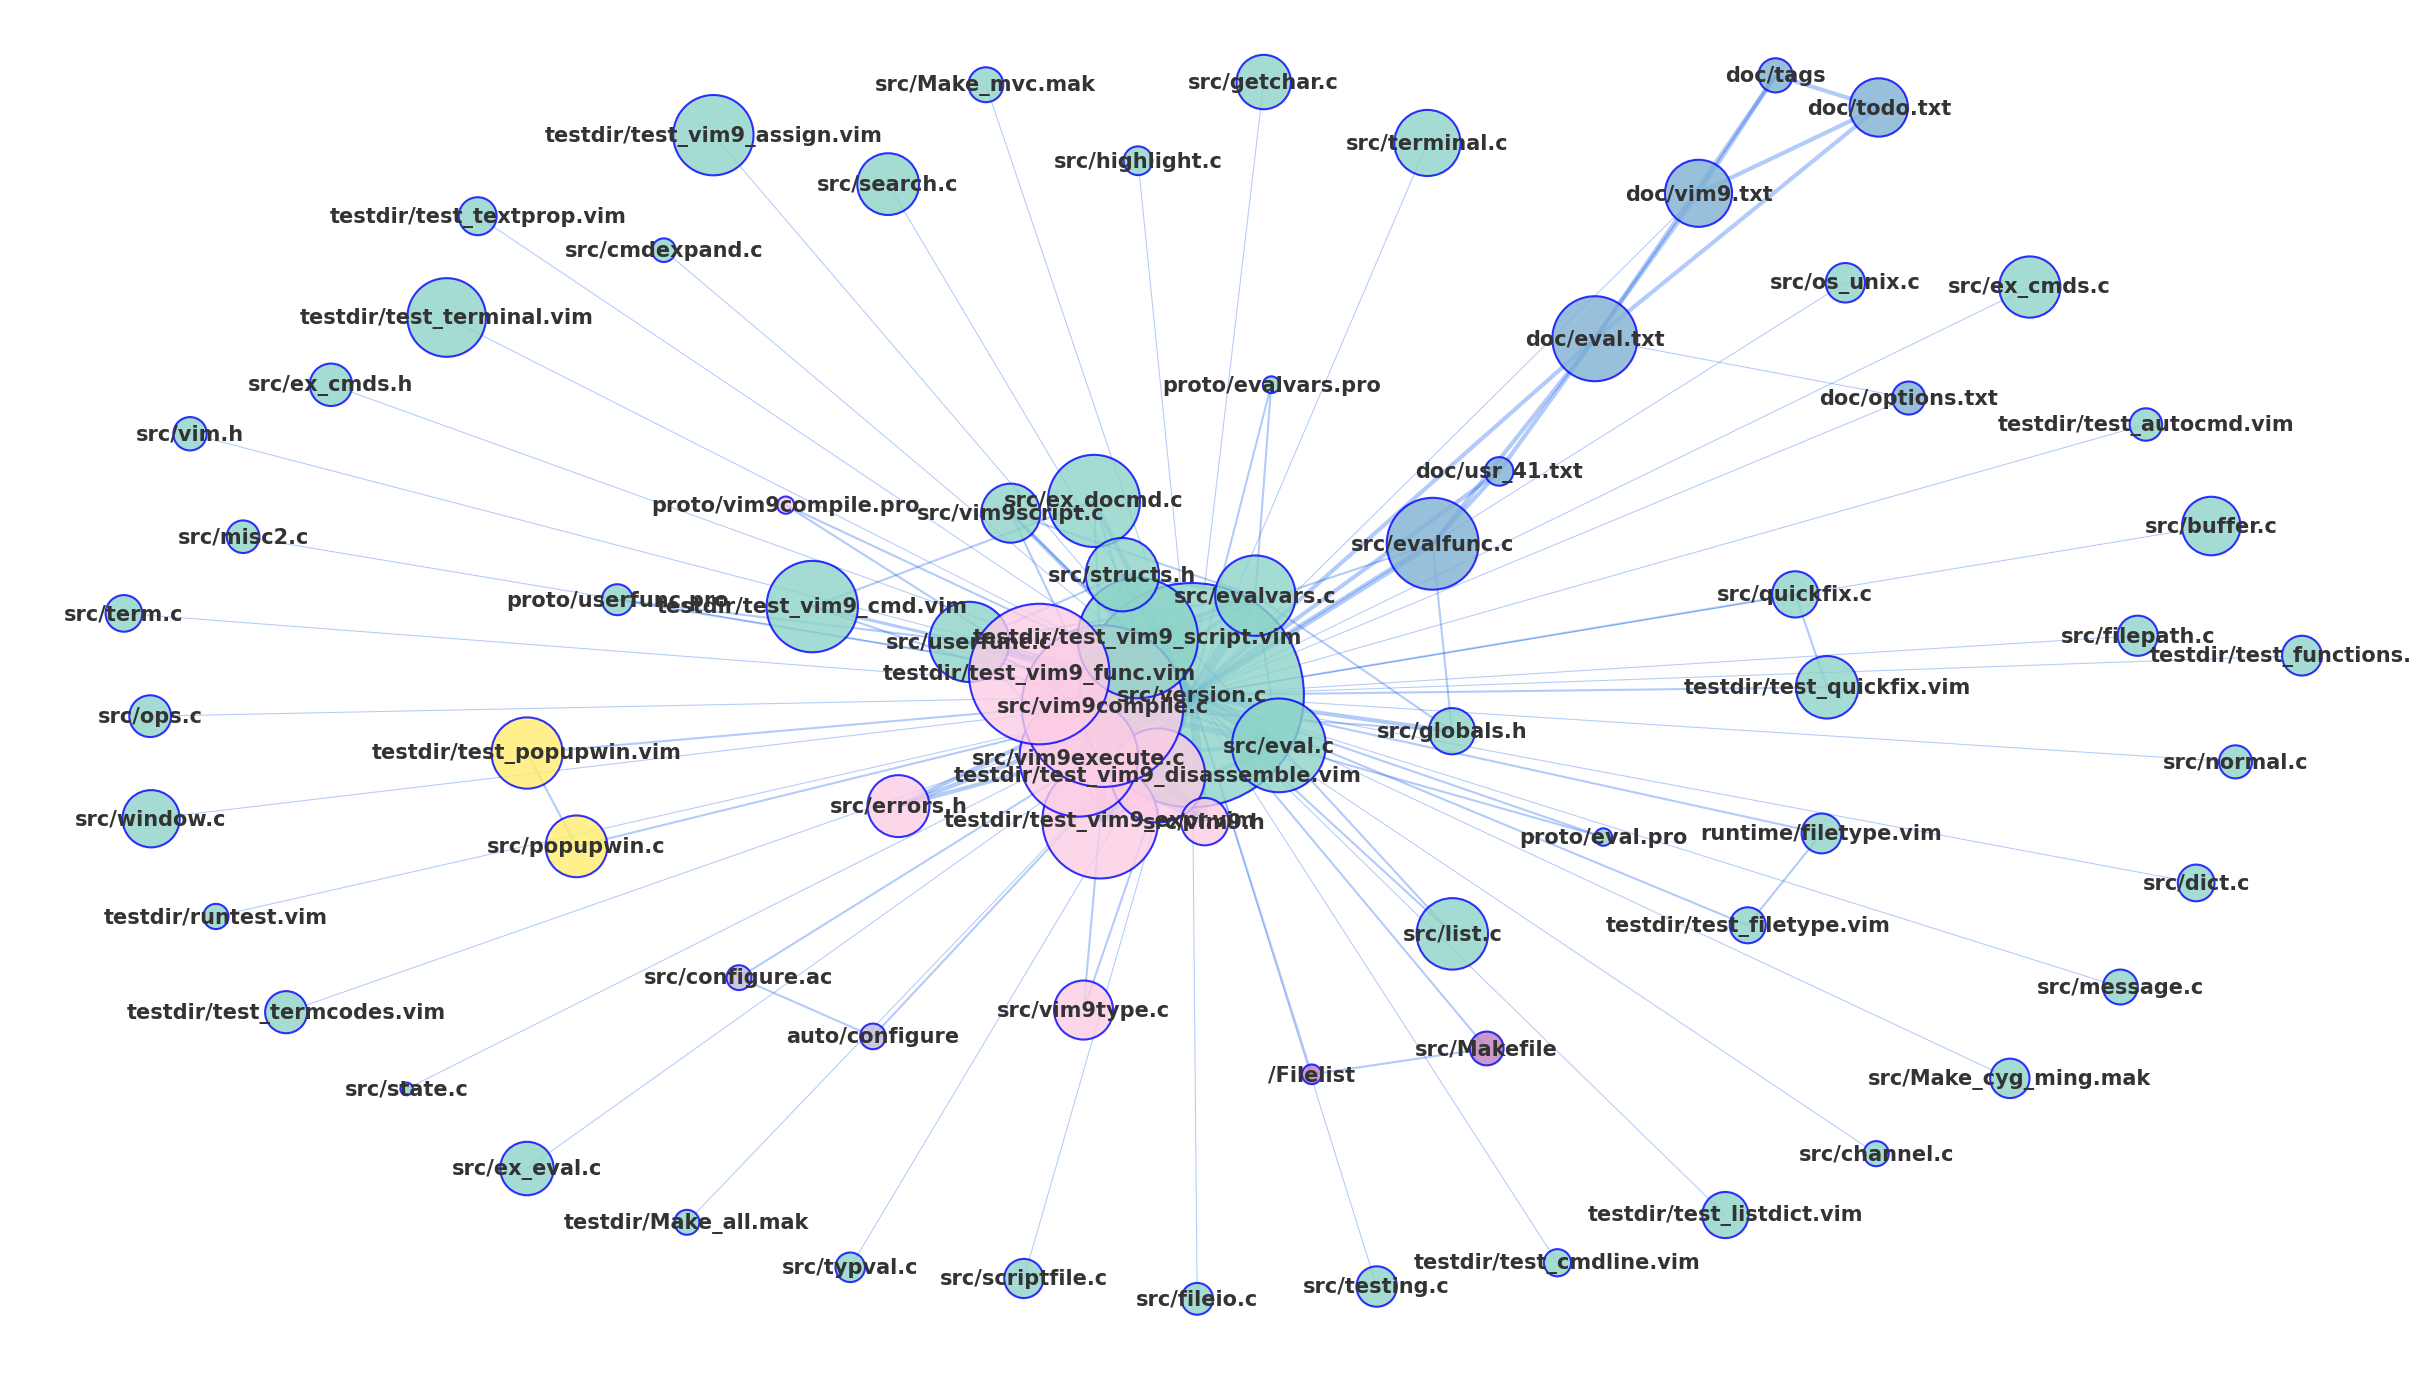 doc/tags
src/Make_mvc.mak
src/getchar.c
doc/todo.txt
testdir/test_vim9_assign.vim
src/terminal.c
src/highlight.c
src/search.c
doc/vim9.txt
testdir/test_textprop.vim
src/cmdexpand.c
src/os_unix.c
src/ex_cmds.c
testdir/test_terminal.vim
doc/eval.txt
src/ex_cmds.h
proto/evalvars.pro
doc/options.txt
testdir/test_autocmd.vim
src/vim.h
doc/usr_41.txt
src/ex_docmd.c
proto/vim9compile.pro
src/vim9script.c
src/buffer.c
src/misc2.c
src/evalfunc.c
src/structs.h
src/quickfix.c
src/evalvars.c
proto/userfunc.pro
testdir/test_vim9_cmd.vim
src/term.c
src/filepath.c
testdir/test_vim9_script.vim
src/userfunc.c
testdir/test_functions.
testdir/test_vim9_func.vim
testdir/test_quickfix.vim
src/version.c
src/vim9compile.c
src/ops.c
src/globals.h
src/eval.c
testdir/test_popupwin.vim
src/vim9execute.c
src/normal.c
testdir/test_vim9_disassemble.vim
src/errors.h
src/window.c
testdir/test_vim9_expr.vim
src/vim9.h
runtime/filetype.vim
proto/eval.pro
src/popupwin.c
src/dict.c
testdir/runtest.vim
testdir/test_filetype.vim
src/list.c
src/configure.ac
src/message.c
src/vim9type.c
testdir/test_termcodes.vim
auto/configure
src/Makefile
/Filelist
src/Make_cyg_ming.mak
src/state.c
src/channel.c
src/ex_eval.c
testdir/test_listdict.vim
testdir/Make_all.mak
testdir/test_cmdline.vim
src/typval.c
src/scriptfile.c
src/testing.c
src/fileio.c